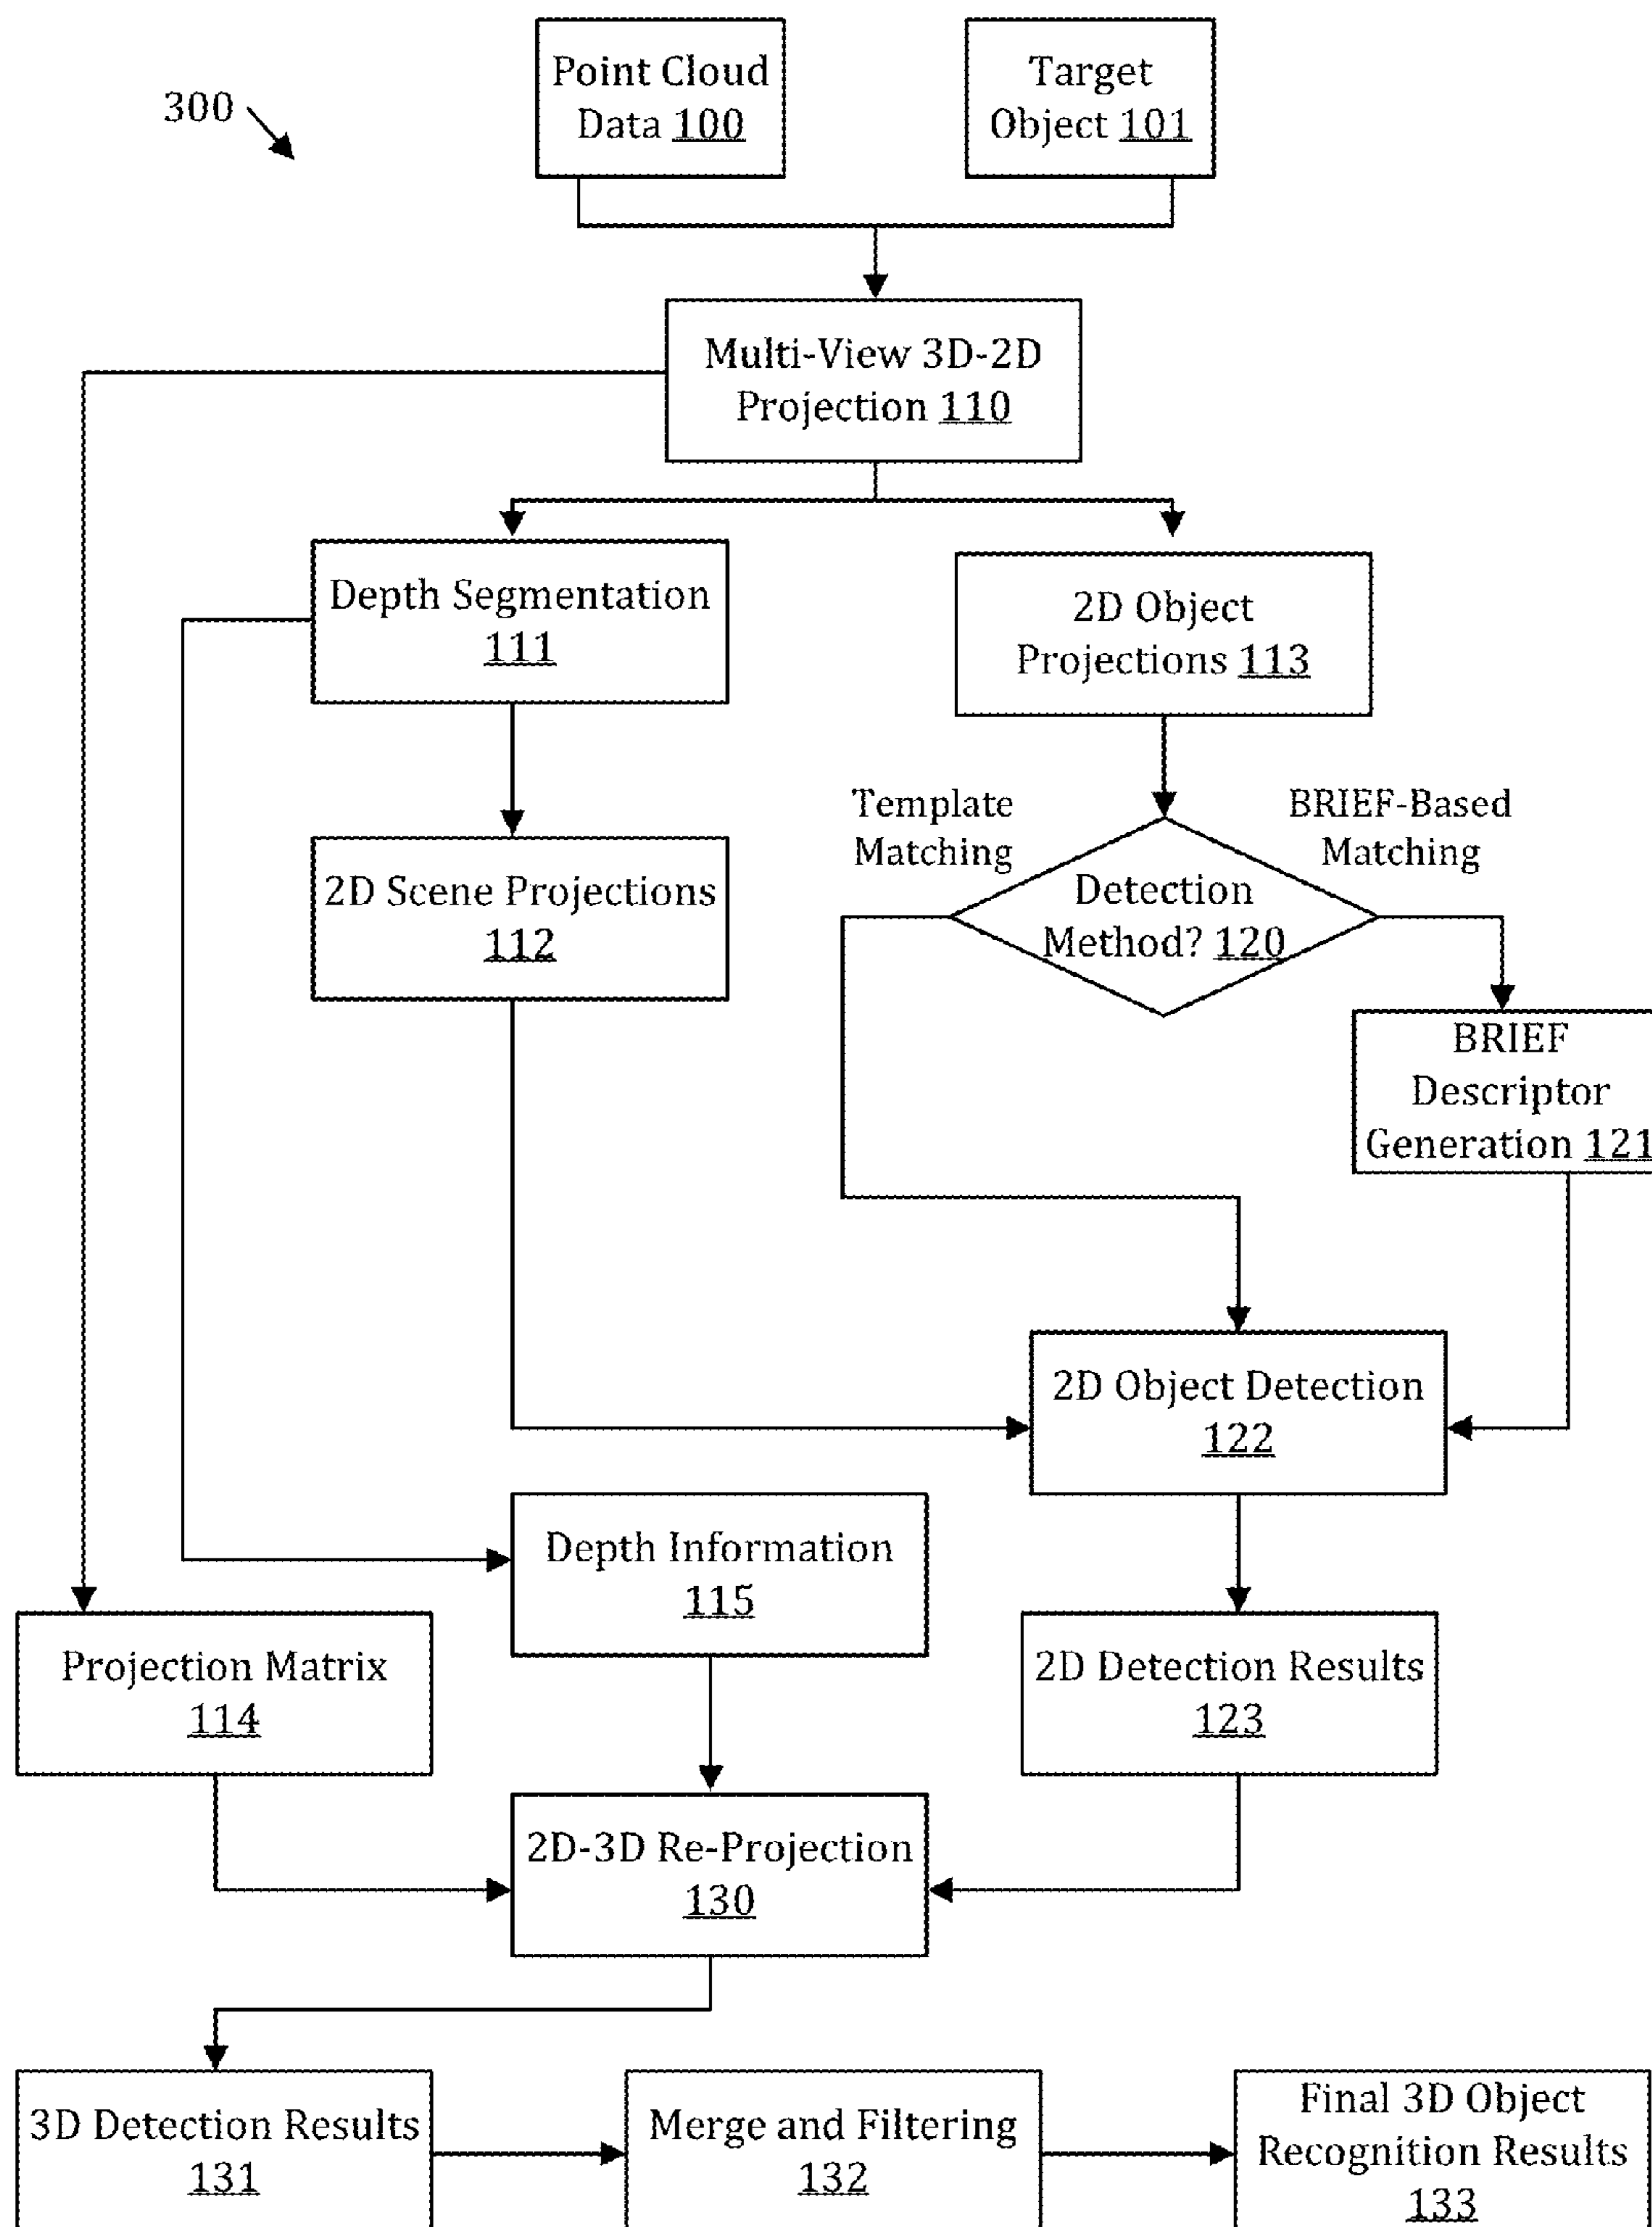 300
Point Cloud
Data 100
Target
Object 101
Multi-View 3D-2D
Projection 110
Depth Segmentation
111
2D Object
Projections 113
2D Scene Projections
112
Template
Matching
BRIEF-Based
Matching
Detection
Method? 120
BRIEF
Descriptor
Generation 121
2D Object Detection
122
Depth Information
115
Projection Matrix
114
2D Detection Results
123
2D-3D Re-Projection
130
3D Detection Results
131
Merge and Filtering
132
Final 3D Object
Recognition Results
133